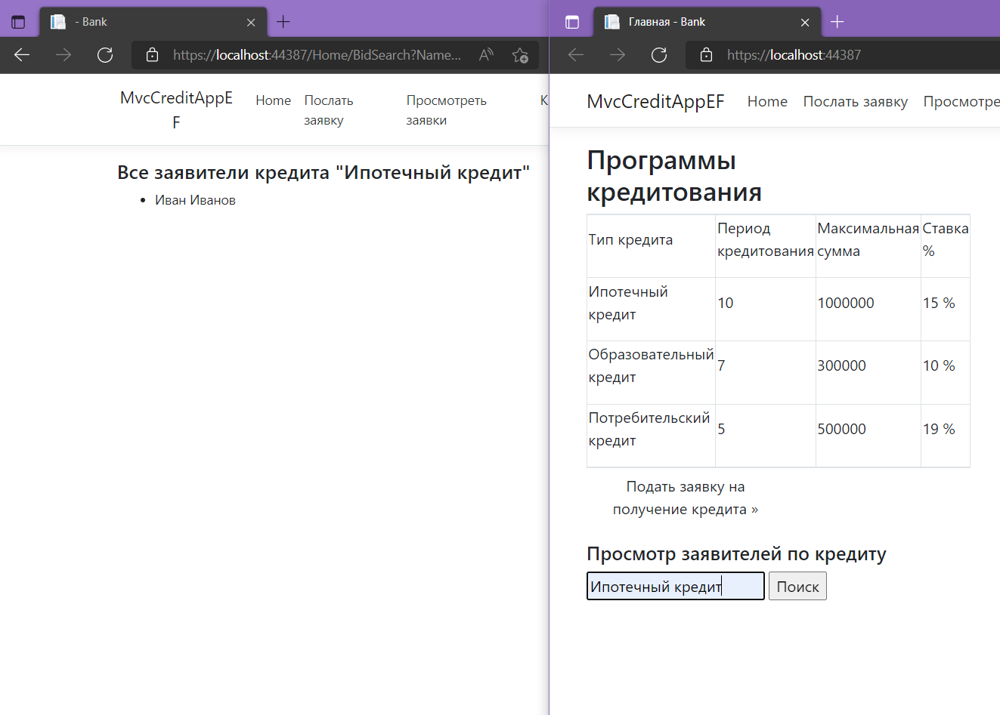 - Bank
https://localhost:44387/Home/BidSearch?Name...
MvcCreditAppE
F
Home
Послать
заявку
Просмотреть
заявки
К
Все заявители кредита "Ипотечный кредит"
• Иван Иванов
Главная - Bank
https://localhost:44387
MvcCreditAppEF Home Послать заявку Просмотре
Программы
кредитования
Тип кредита
Период
кредитования
Максимальная
сумма
Ставка
%
Ипотечный
кредит
10
1000000
15 %
Образовательный
кредит
7
300000
10 %
Потребительский
кредит
5
500000
19 %
Подать заявку на
получение кредита »
Просмотр заявителей по кредиту
Ипотечный кредит
Поиск